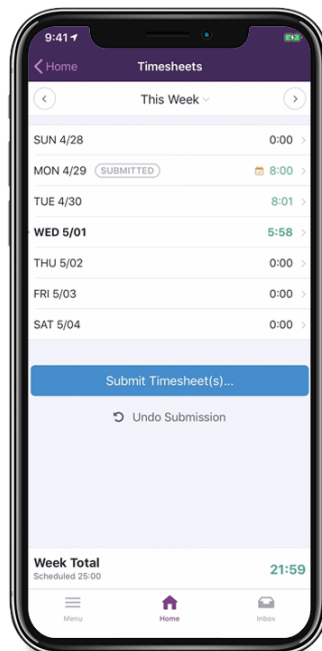 9:41
Home Timesheets
This Week
SUN 4/28 0:00
MON 4/29 SUBMITTED 8:00
TUE 4/30 8:01
WED 5/01 5:58
THU 5/02 0:00
FRI 5/03 0:00
SAT 5/04 0:00
Submit Timesheet(s)...
Undo Submission
Week Total 21:59
Scheduled 25:00
Menu Home Inbox